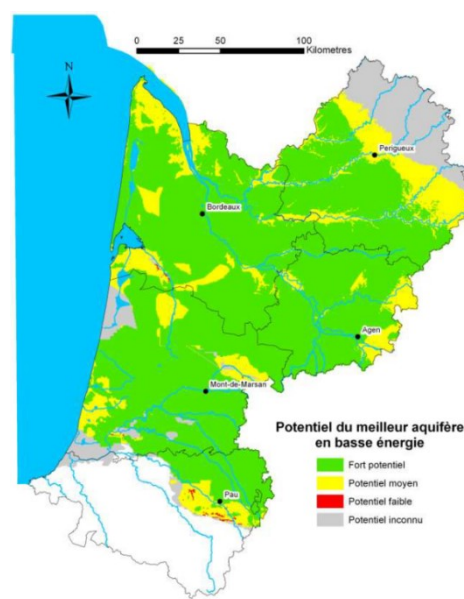 0 25 50 100
Kilometres
N
Périgueux
Bordeaux
Agen
Mont-de-Marsan
Pau
Potentiel du meilleur aquifère
en basse énergie
Fort potentiel
Potentiel moyen
Potentiel faible
Potentiel inconnu